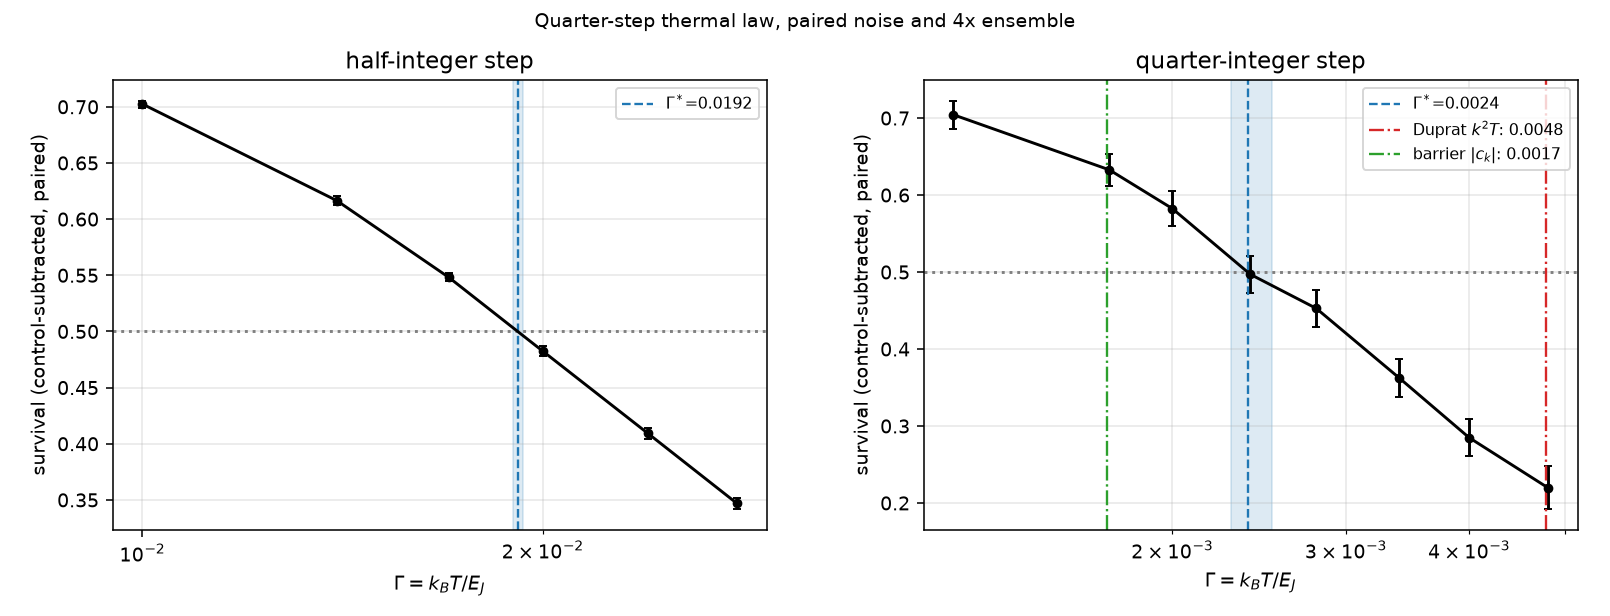 Quarter-step thermal law, paired noise and 4x ensemble
half-integer step
survival (control-subtracted, paired)
0.70
0.65
0.60
0.55
0.50
0.45
0.40
0.35
Γ*=0.0192
10⁻²
2 × 10⁻²
Γ = k_BT/E_J
quarter-integer step
survival (control-subtracted, paired)
0.7
0.6
0.5
0.4
0.3
0.2
Γ*=0.0024
Duprat k²T: 0.0048
barrier |c_k|: 0.0017
2 × 10⁻³
3 × 10⁻³
4 × 10⁻³
Γ = k_BT/E_J